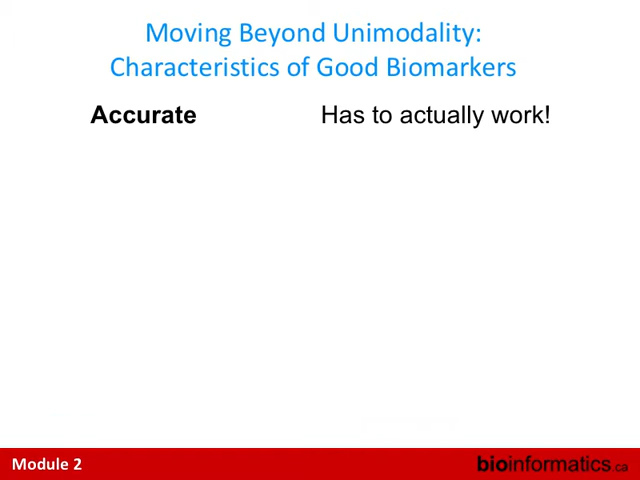 Moving Beyond Unimodality:
Characteristics of Good Biomarkers
Accurate Has to actually work!
Module 2 bioinformatics.ca